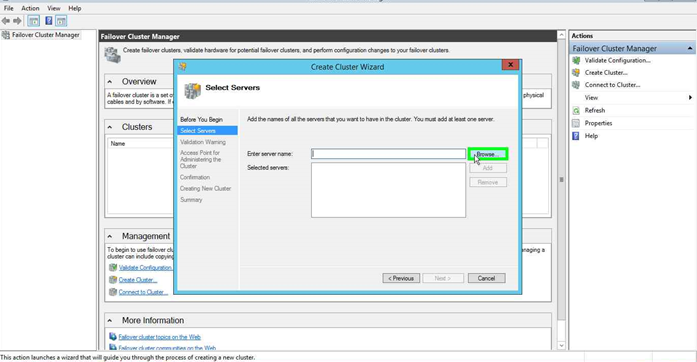 File Action View Help
Failover Cluster Manager
Failover Cluster Manager
Create failover clusters, validate hardware for potential failover clusters, and perform configuration changes to your failover clusters.
Overview
A failover cluster is a set o
physical
cables and by software. If
Clusters
Name
Management
To begin to use failover cl
anaging a
cluster can include copying
Validate Configuration...
Create Cluster...
Connect to Cluster...
More Information
Failover cluster topics on the Web
Failover cluster communities on the Web
Create Cluster Wizard
Select Servers
Before You Begin
Select Servers
Validation Warning
Access Point for
Administering the
Cluster
Confirmation
Creating New Cluster
Summary
Add the names of all the servers that you want to have in the cluster. You must add at least one server.
Enter server name:
Browse...
Selected servers:
Add
Remove
< Previous
Next >
Cancel
Actions
Failover Cluster Manager
Validate Configuration...
Create Cluster...
Connect to Cluster...
View
Refresh
Properties
Help
This action launches a wizard that will guide you through the process of creating a new cluster.